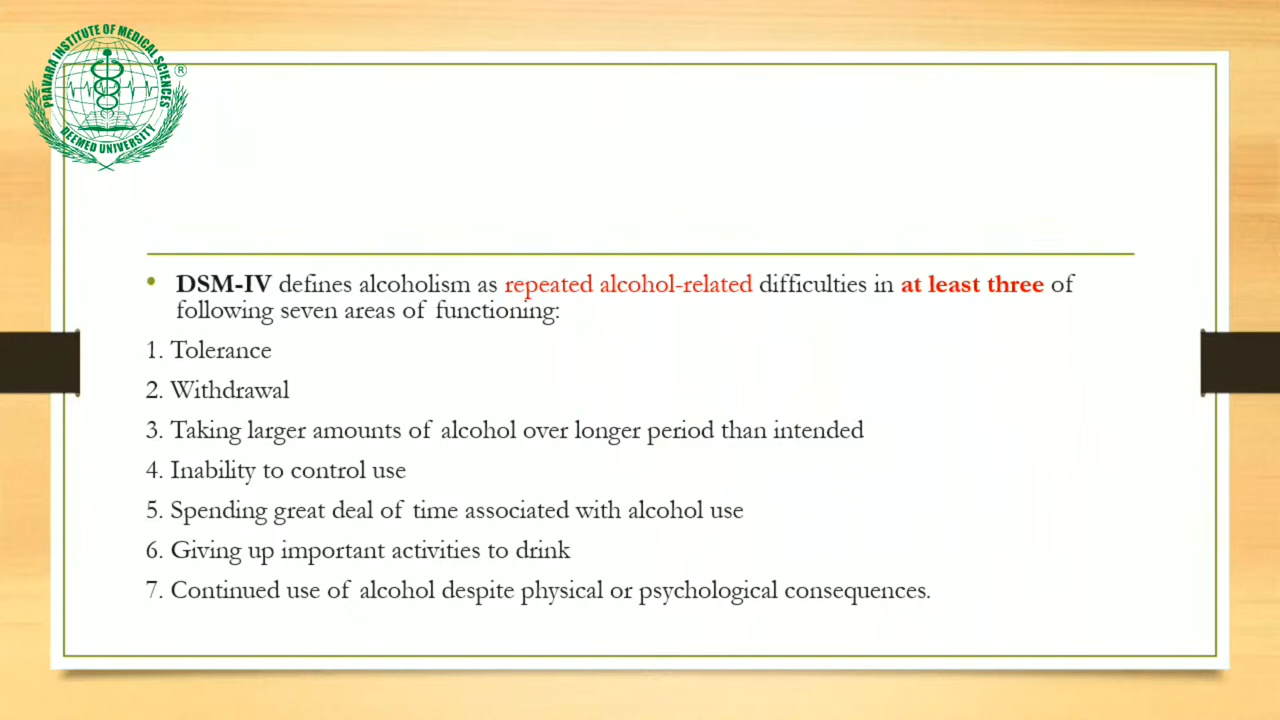 PRAVARA INSTITUTE OF MEDICAL SCIENCES
®
DEEMED UNIVERSITY
• DSM-IV defines alcoholism as repeated alcohol-related difficulties in at least three of
following seven areas of functioning:
1. Tolerance
2. Withdrawal
3. Taking larger amounts of alcohol over longer period than intended
4. Inability to control use
5. Spending great deal of time associated with alcohol use
6. Giving up important activities to drink
7. Continued use of alcohol despite physical or psychological consequences.